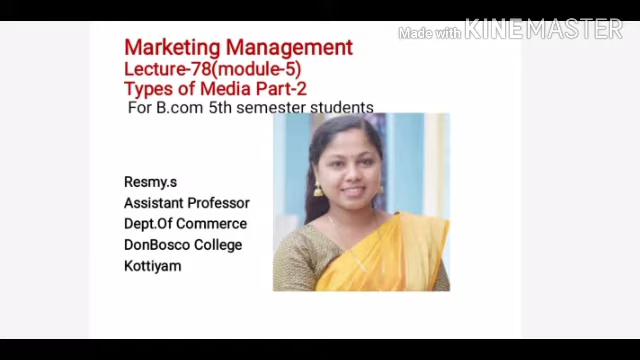 Made with KINEMASTER
Marketing Management
Lecture-78(module-5)
Types of Media Part-2
For B.com 5th semester students
Resmy.s
Assistant Professor
Dept.Of Commerce
DonBosco College
Kottiyam